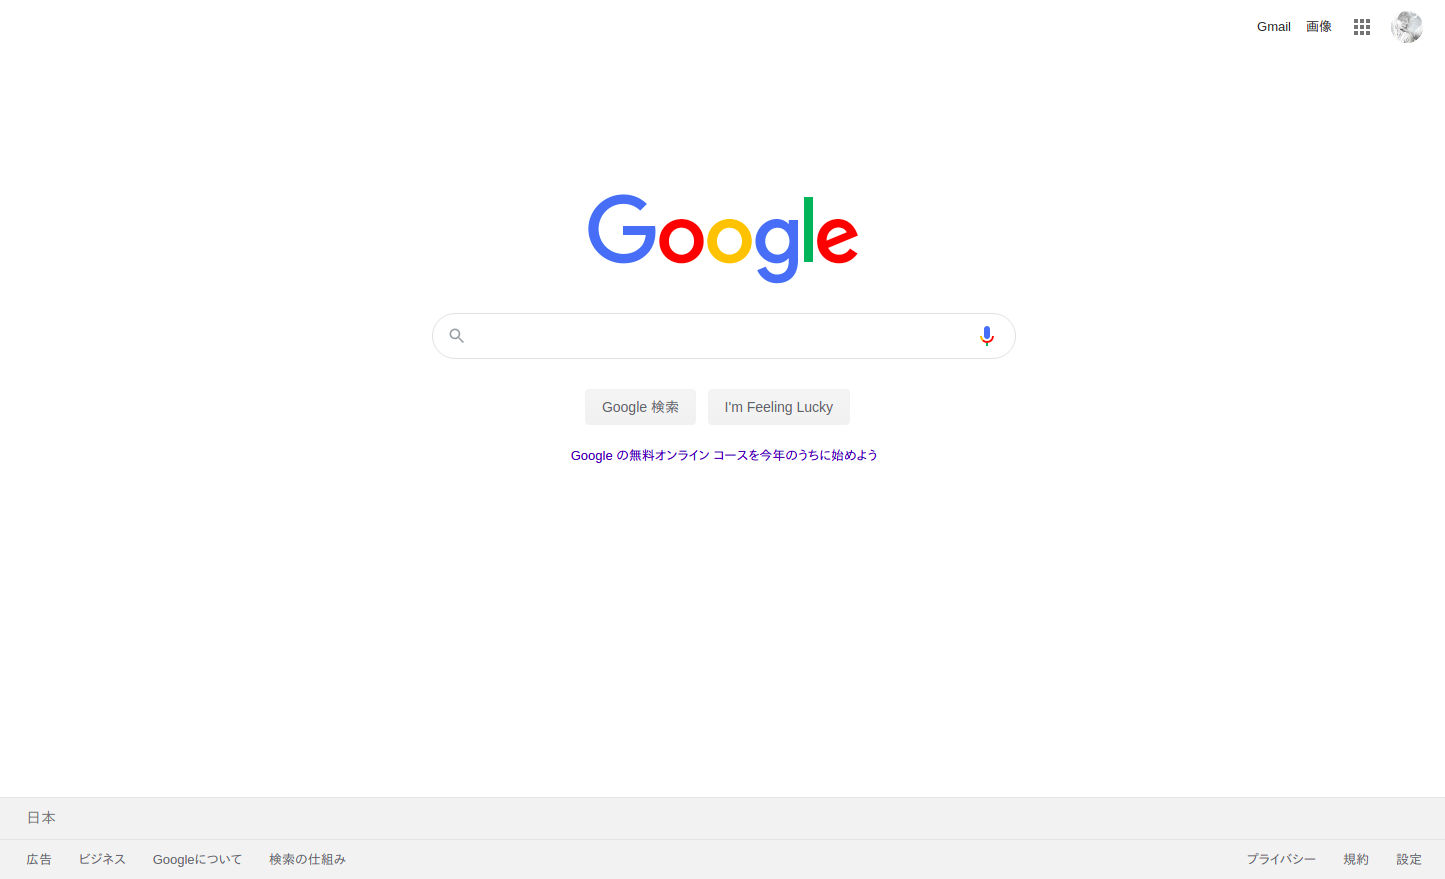 Gmail 画像
Google
Google 検索 I'm Feeling Lucky
Google の無料オンライン コースを今年のうちに始めよう
日本
広告 ビジネス Googleについて 検索の仕組み プライバシー 規約 設定